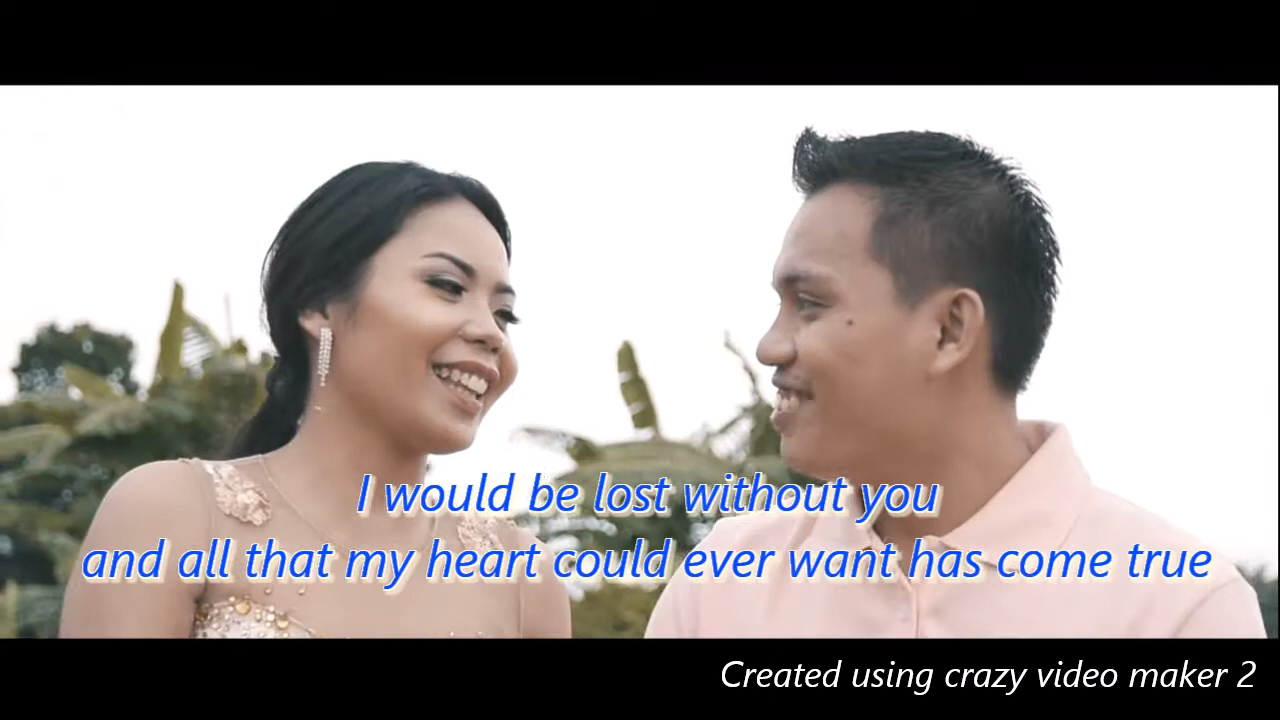 I would be lost without you
and all that my heart could ever want has come true
Created using crazy video maker 2